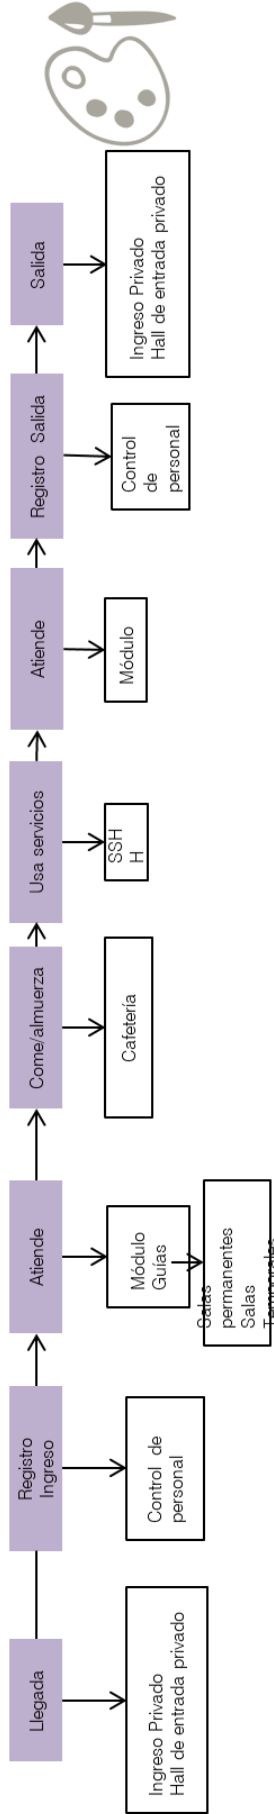 Llegada
Registro
Ingreso
Atiende
Come/almuerza
Usa servicios
Atiende
Registro Salida
Salida
Ingreso Privado
Hall de entrada privado
Control de
personal
Módulo
Guías
Salas
permanentes
Salas
Temporales
Cafetería
SSH
H
Módulo
Control
de
personal
Ingreso Privado
Hall de entrada privado